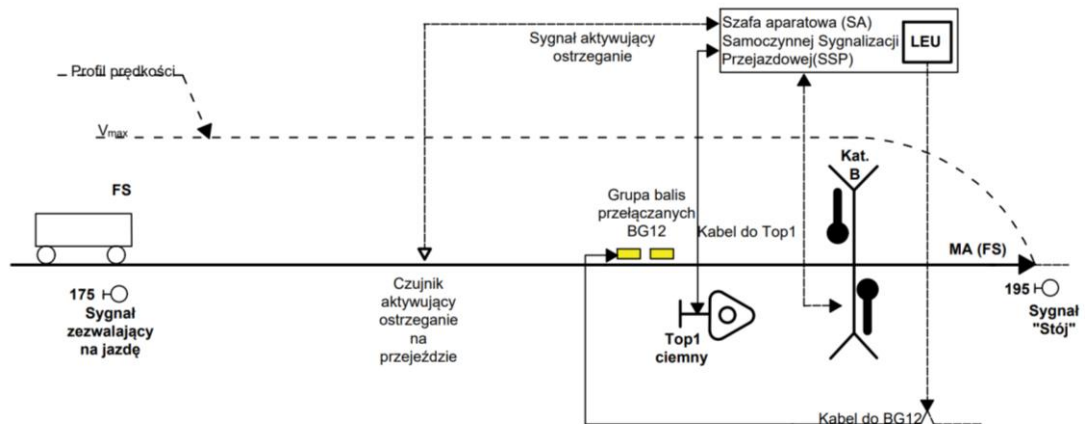 Szafa aparatowa (SA)
Samoczynnej Sygnalizacji
Przejazdowej(SSP)
LEU
Sygnał aktywujący
ostrzeganie
Profil prędkości
Vmax
Kat.
B
FS
Grupa balis
przełączanych
BG12
Kabel do Top1
MA (FS)
175
Sygnał
zezwalający
na jazdę
Czujnik
aktywujący
ostrzeganie
na
przejeździe
Top1
ciemny
195
Sygnał
"Stój"
Kabel do BG12